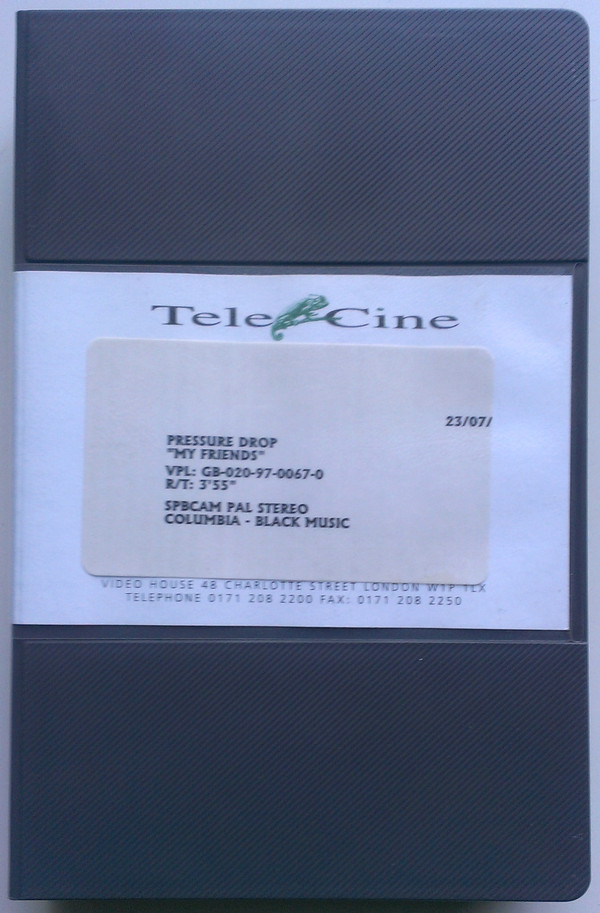 Tele Cine
23/07/
PRESSURE DROP
"MY FRIENDS"
VPL: GB-020-97-0067-0
R/T: 3'55"
SPBCAM PAL STEREO
COLUMBIA - BLACK MUSIC
VIDEO HOUSE 48 CHARLOTTE STREET LONDON W1P 1LX
TELEPHONE 0171 208 2200 FAX: 0171 208 2250